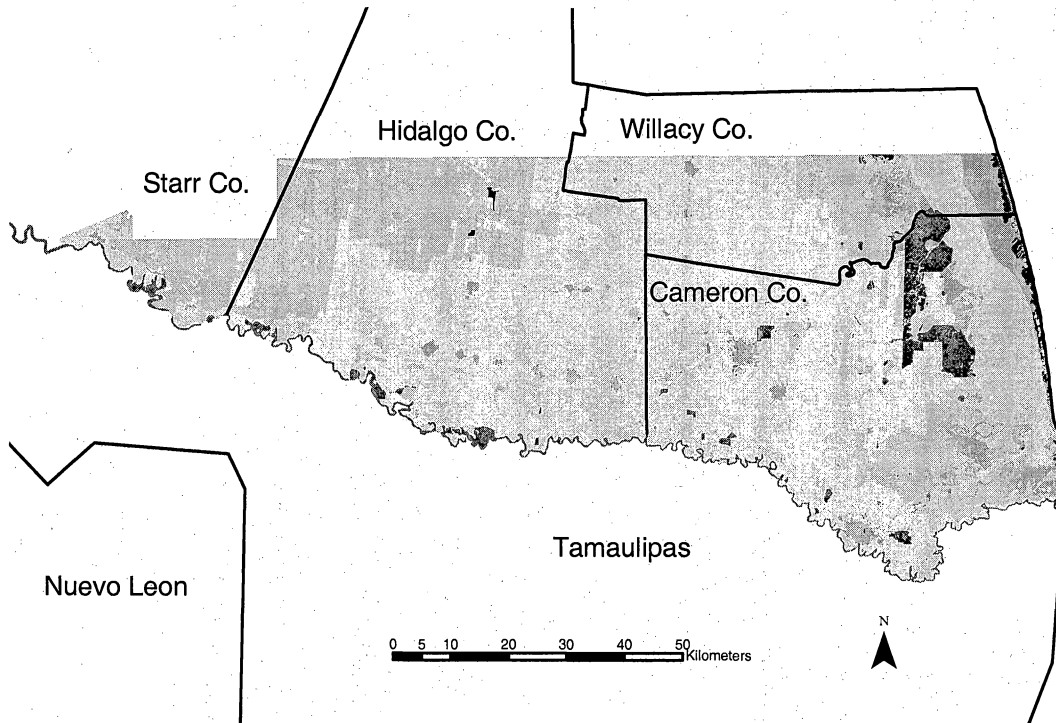 Hidalgo Co.
Willacy Co.
Starr Co.
Cameron Co.
Tamaulipas
Nuevo Leon
N
0 5 10 20 30 40 50
Kilometers